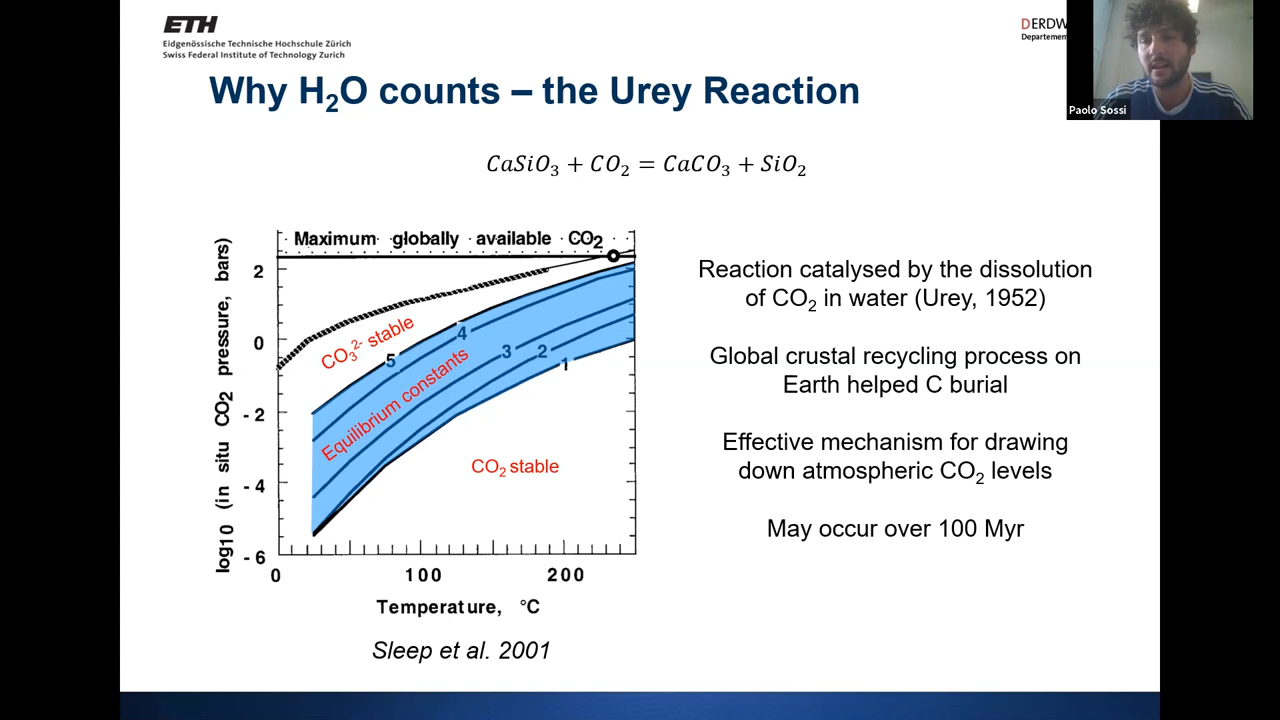 ETH
Eidgenössische Technische Hochschule Zürich
Swiss Federal Institute of Technology Zurich
DERDW
Departement
Paolo Sossi
Why H₂O counts – the Urey Reaction
CaSiO₃ + CO₂ = CaCO₃ + SiO₂
Maximum globally available CO₂
log10 (in situ CO₂ pressure, bars)
2
0
-2
-4
-6
CO₃²⁻ stable
5
4
3
2
1
Equilibrium constants
CO₂ stable
0
100
200
Temperature, °C
Sleep et al. 2001
Reaction catalysed by the dissolution
of CO₂ in water (Urey, 1952)
Global crustal recycling process on
Earth helped C burial
Effective mechanism for drawing
down atmospheric CO₂ levels
May occur over 100 Myr